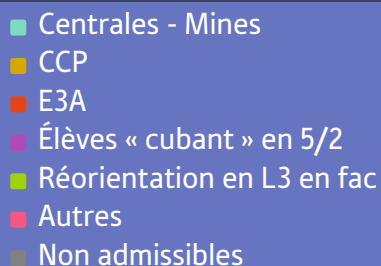 Centrales - Mines
CCP
E3A
Élèves « cubant » en 5/2
Réorientation en L3 en fac
Autres
Non admissibles